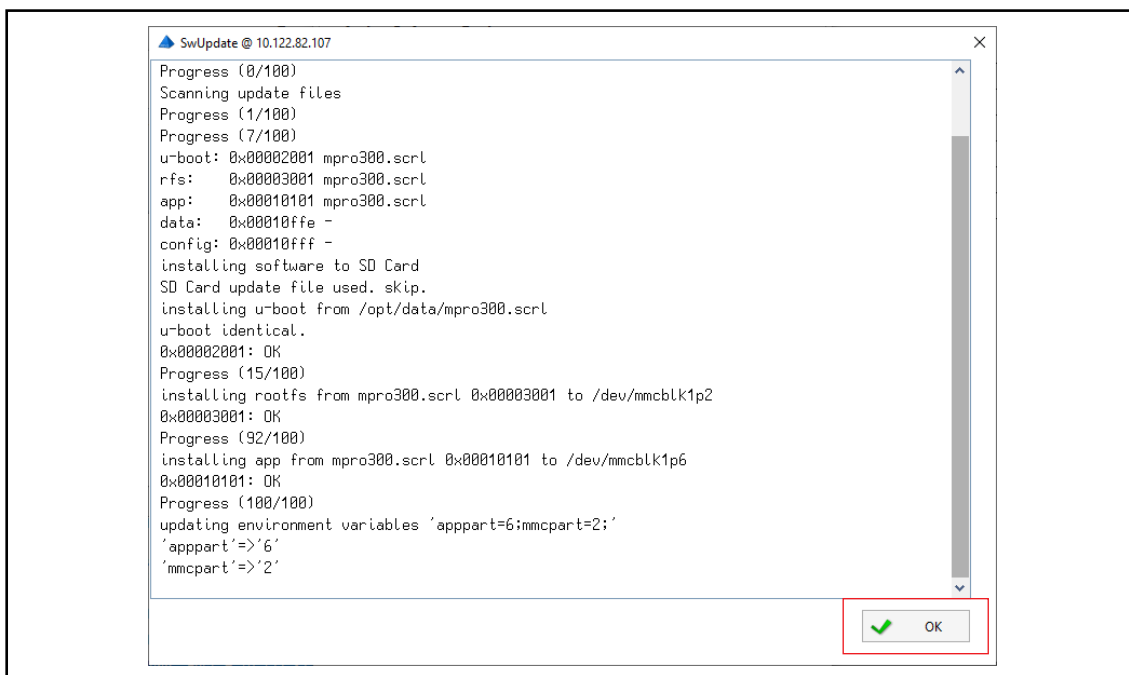 SwUpdate @ 10.122.82.107
Progress (0/100)
Scanning update files
Progress (1/100)
Progress (7/100)
u-boot: 0x00002001 mpro300.scrl
rfs:    0x00003001 mpro300.scrl
app:    0x00010101 mpro300.scrl
data:   0x00010ffe -
config: 0x00010fff -
installing software to SD Card
SD Card update file used. skip.
installing u-boot from /opt/data/mpro300.scrl
u-boot identical.
0x00002001: OK
Progress (15/100)
installing rootfs from mpro300.scrl 0x00003001 to /dev/mmcblk1p2
0x00003001: OK
Progress (92/100)
installing app from mpro300.scrl 0x00010101 to /dev/mmcblk1p6
0x00010101: OK
Progress (100/100)
updating environment variables 'apppart=6;mmcpart=2;'
'apppart'=>'6'
'mmcpart'=>'2'
OK